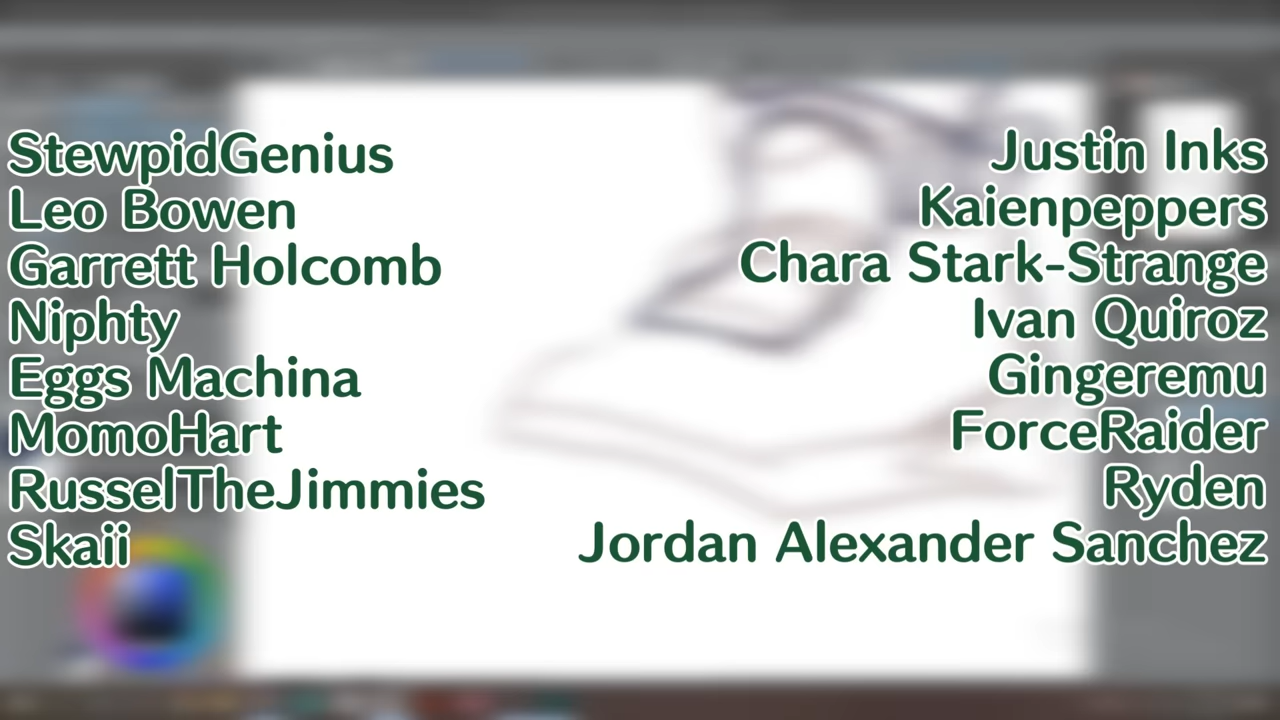 StewpidGenius
Leo Bowen
Garrett Holcomb
Niphty
Eggs Machina
MomoHart
RusselTheJimmies
Skaii
Justin Inks
Kaienpeppers
Chara Stark-Strange
Ivan Quiroz
Gingeremu
ForceRaider
Ryden
Jordan Alexander Sanchez